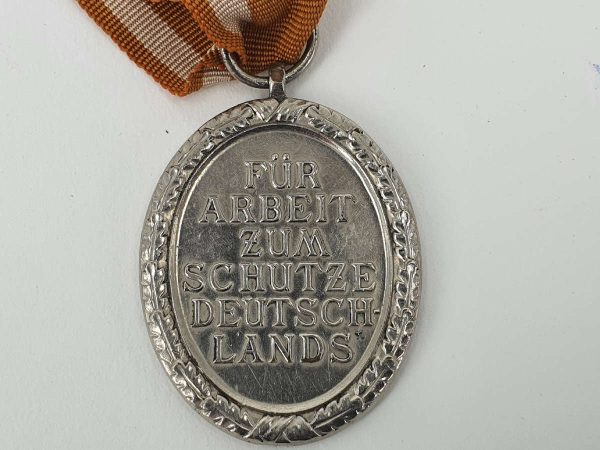 FÜR
ARBEIT
ZUM
SCHUTZE
DEUTSCH-
LANDS